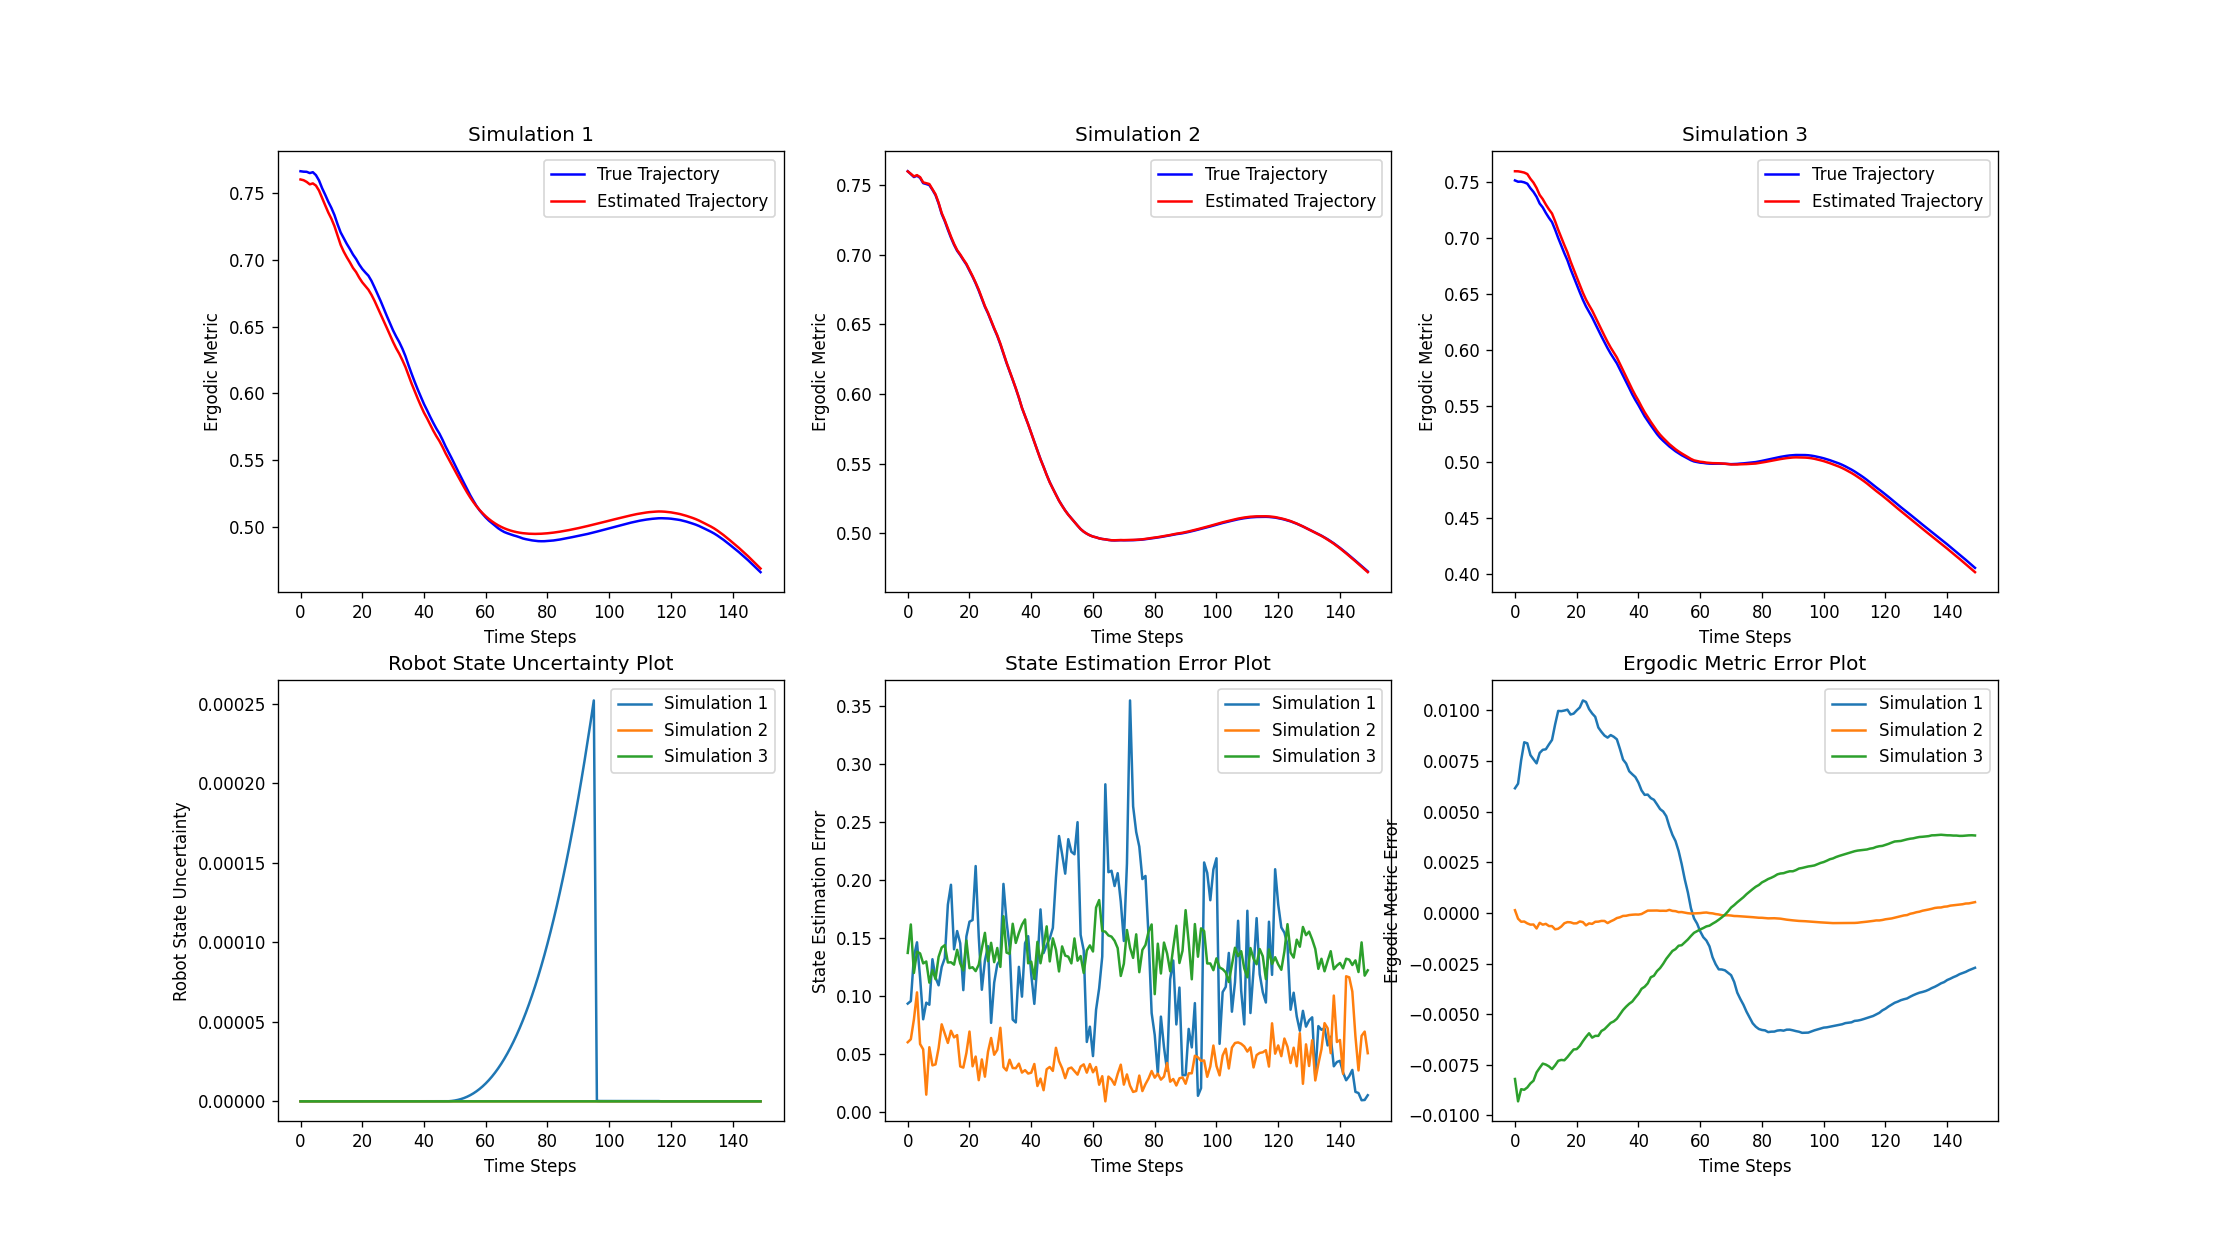 Simulation 1
True Trajectory
Estimated Trajectory
Ergodic Metric
0.75
0.70
0.65
0.60
0.55
0.50
0 20 40 60 80 100 120 140
Time Steps
Simulation 2
True Trajectory
Estimated Trajectory
Ergodic Metric
0.75
0.70
0.65
0.60
0.55
0.50
0 20 40 60 80 100 120 140
Time Steps
Simulation 3
True Trajectory
Estimated Trajectory
Ergodic Metric
0.75
0.70
0.65
0.60
0.55
0.50
0.45
0.40
0 20 40 60 80 100 120 140
Time Steps
Robot State Uncertainty Plot
Simulation 1
Simulation 2
Simulation 3
Robot State Uncertainty
0.00025
0.00020
0.00015
0.00010
0.00005
0.00000
0 20 40 60 80 100 120 140
Time Steps
State Estimation Error Plot
Simulation 1
Simulation 2
Simulation 3
State Estimation Error
0.35
0.30
0.25
0.20
0.15
0.10
0.05
0.00
0 20 40 60 80 100 120 140
Time Steps
Ergodic Metric Error Plot
Simulation 1
Simulation 2
Simulation 3
Ergodic Metric Error
0.0100
0.0075
0.0050
0.0025
0.0000
−0.0025
−0.0050
−0.0075
−0.0100
0 20 40 60 80 100 120 140
Time Steps